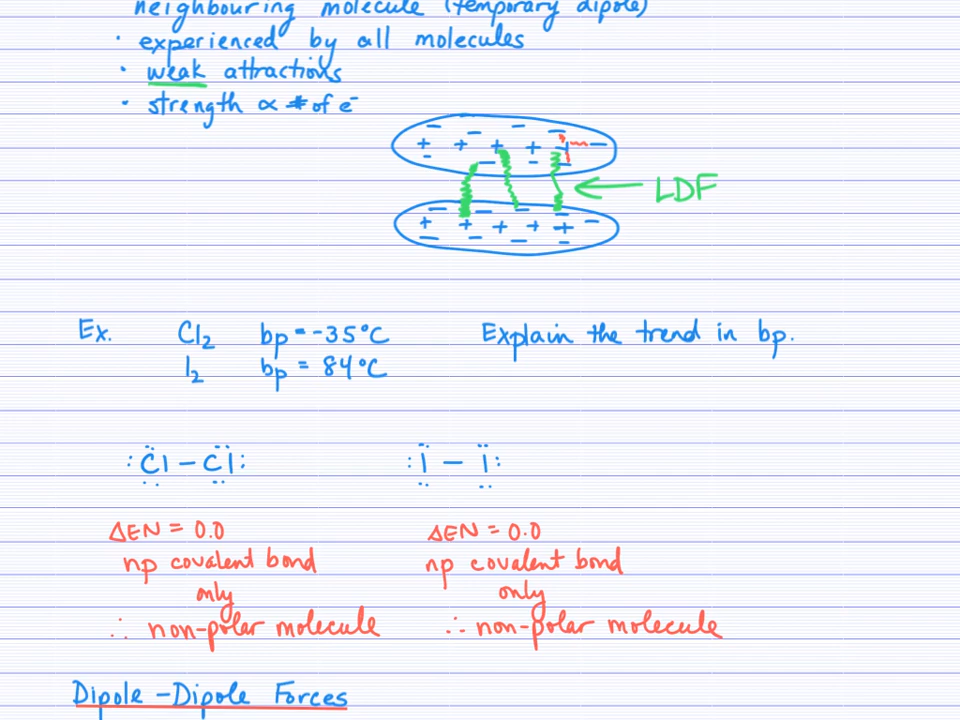 neighbouring molecule (temporary dipole)
· experienced by all molecules
· weak attractions
· strength ∝ # of e⁻
LDF
Ex. Cl₂ bp = -35°C Explain the trend in bp.
I₂ bp = 84°C
:Cl – Cl: :I – I:
ΔEN = 0.0 ΔEN = 0.0
np covalent bond np covalent bond
only only
∴ non-polar molecule ∴ non-polar molecule
Dipole-Dipole Forces